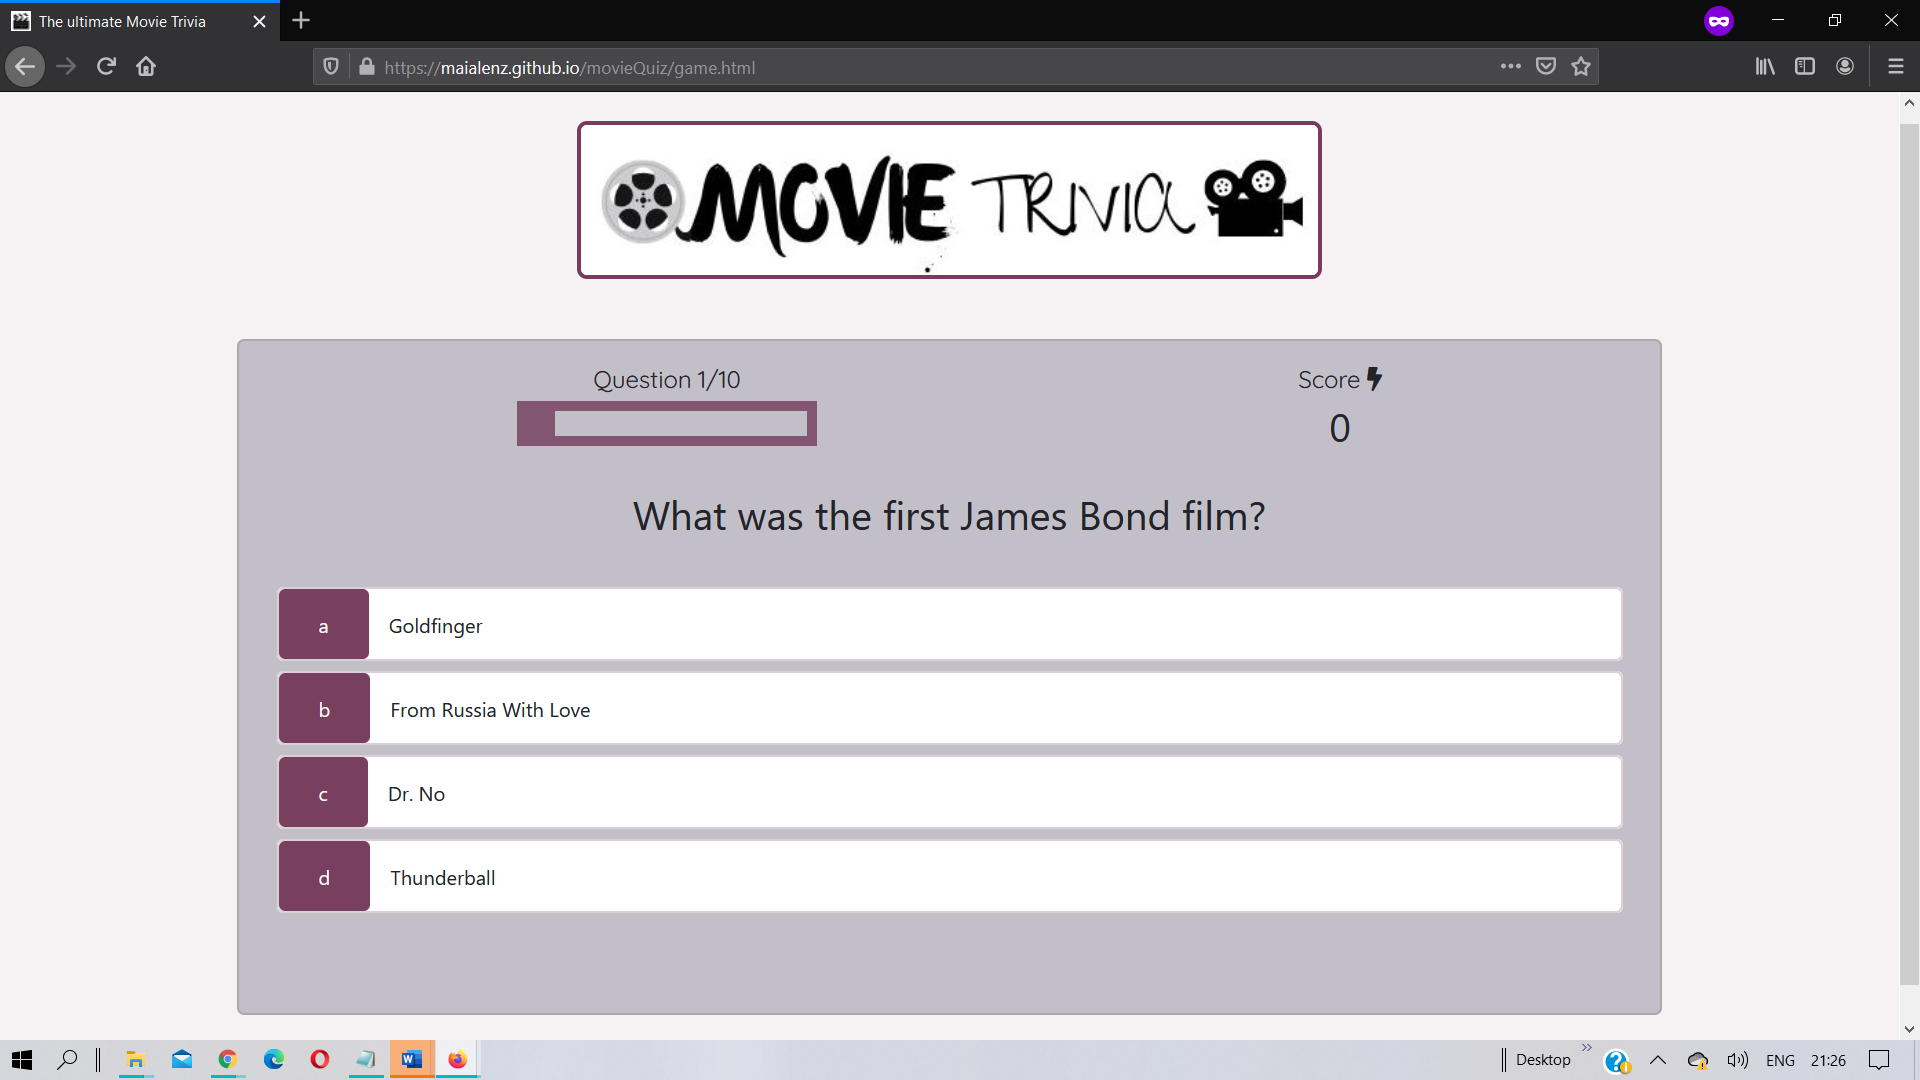 The ultimate Movie Trivia
https://maialenz.github.io/movieQuiz/game.html
MOVIE TRIVIA
Question 1/10
Score
0
What was the first James Bond film?
a Goldfinger
b From Russia With Love
c Dr. No
d Thunderball
Desktop
ENG
21:26